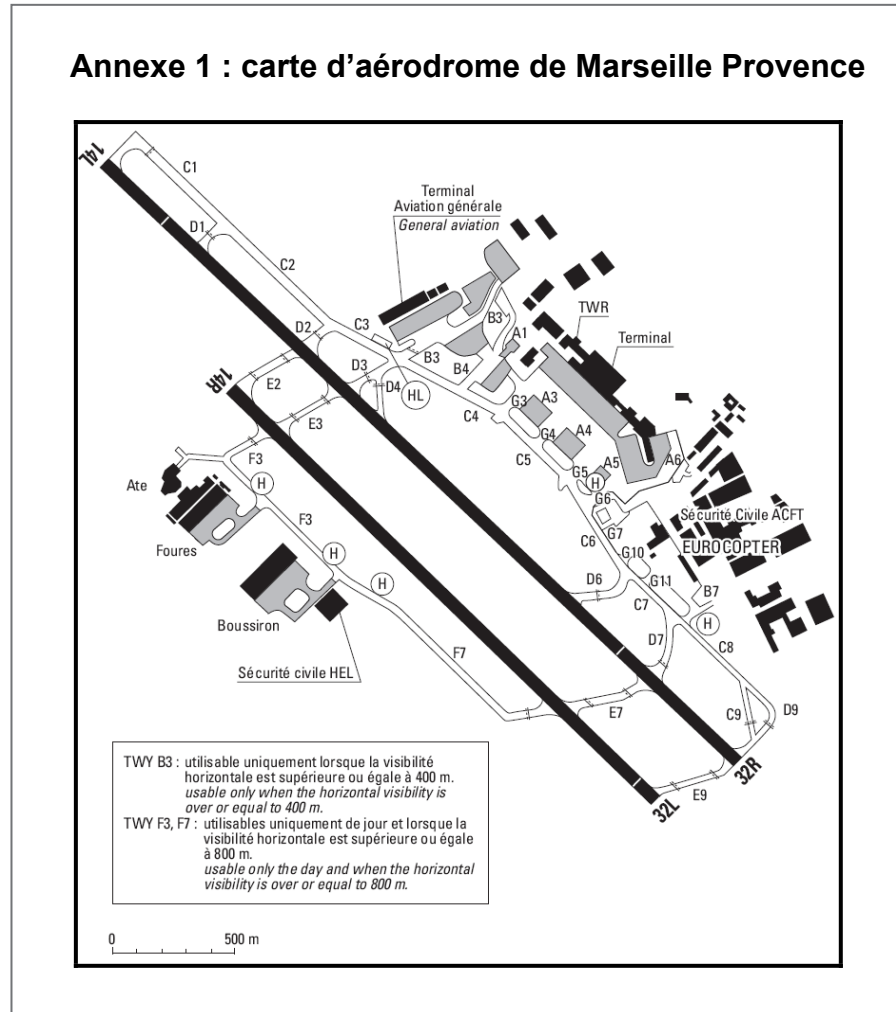 Annexe 1 : carte d’aérodrome de Marseille Provence
14L
C1
D1
C2
Terminal
Aviation générale
General aviation
D2
C3
B3
B3
A1
TWR
Terminal
14R
E2
D3
D4
HL
B4
C4
G3
A3
E3
G4
A4
C5
F3
G5
A5
A6
H
H
G6
Ate
Foures
F3
H
C6
G7
Sécurité Civile ACFT
EUROCOPTER
G10
H
D6
G11
B7
Boussiron
C7
H
D7
C8
Sécurité civile HEL
F7
E7
C9
D9
32R
E9
32L
TWY B3 : utilisable uniquement lorsque la visibilité
horizontale est supérieure ou égale à 400 m.
usable only when the horizontal visibility is
over or equal to 400 m.
TWY F3, F7 : utilisables uniquement de jour et lorsque la
visibilité horizontale est supérieure ou égale
à 800 m.
usable only the day and when the horizontal
visibility is over or equal to 800 m.
0 500 m